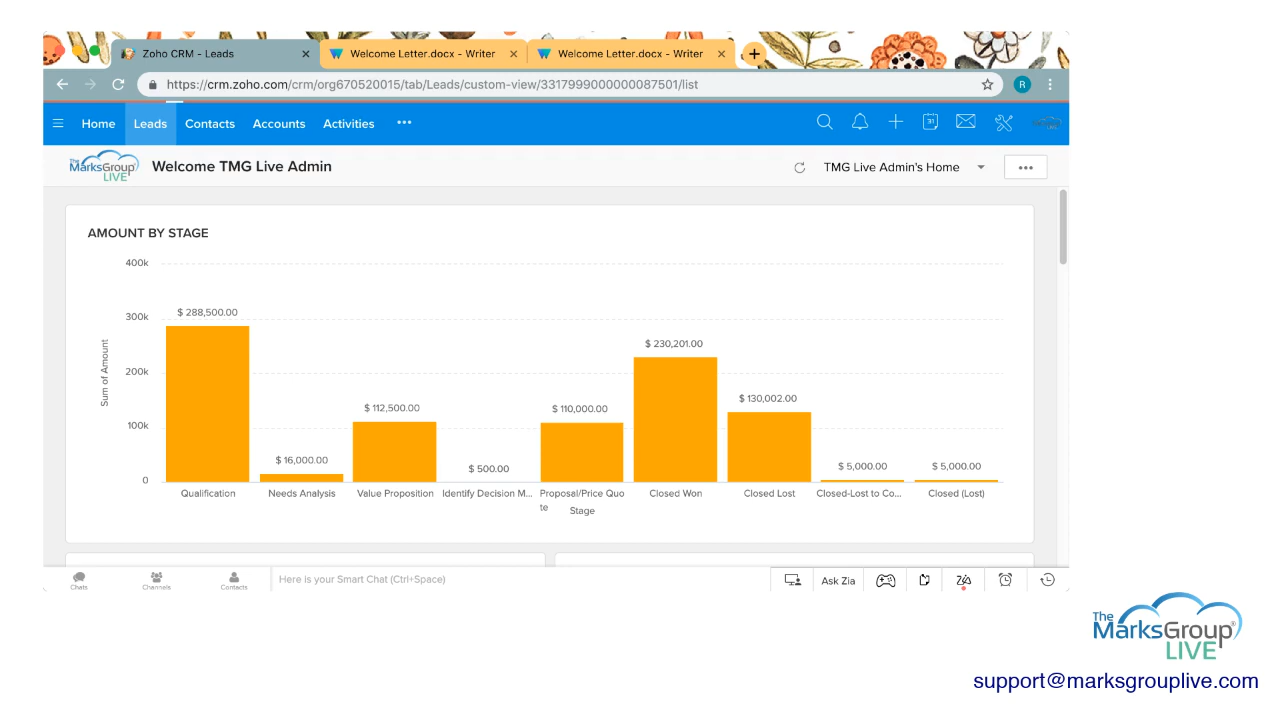 Zoho CRM - Leads
Welcome Letter.docx - Writer
Welcome Letter.docx - Writer
https://crm.zoho.com/crm/org670520015/tab/Leads/custom-view/3317999000000087501/list
R
Home Leads Contacts Accounts Activities
31
The MarksGroup LIVE
Welcome TMG Live Admin
TMG Live Admin's Home
AMOUNT BY STAGE
400k
300k
200k
100k
0
Sum of Amount
$ 288,500.00
$ 16,000.00
$ 112,500.00
$ 500.00
$ 110,000.00
$ 230,201.00
$ 130,002.00
$ 5,000.00
$ 5,000.00
Qualification
Needs Analysis
Value Proposition
Identify Decision M...
Proposal/Price Quo
te
Closed Won
Closed Lost
Closed-Lost to Co...
Closed (Lost)
Stage
Chats
Channels
Contacts
Here is your Smart Chat (Ctrl+Space)
Ask Zia
The
MarksGroup®
LIVE
support@marksgrouplive.com